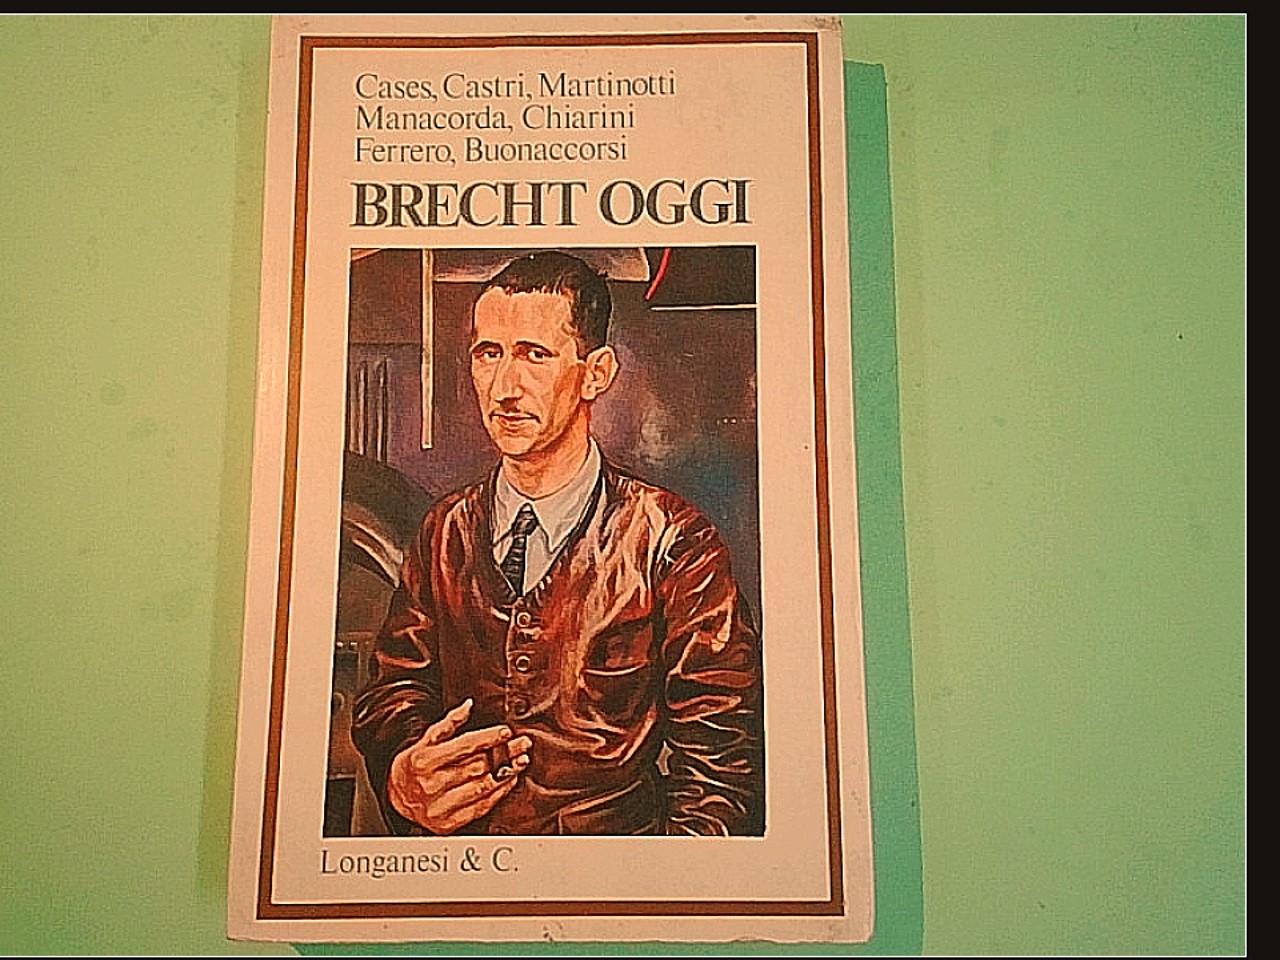 Cases, Castri, Martinotti
Manacorda, Chiarini
Ferrero, Buonaccorsi
BRECHT OGGI
Longanesi & C.